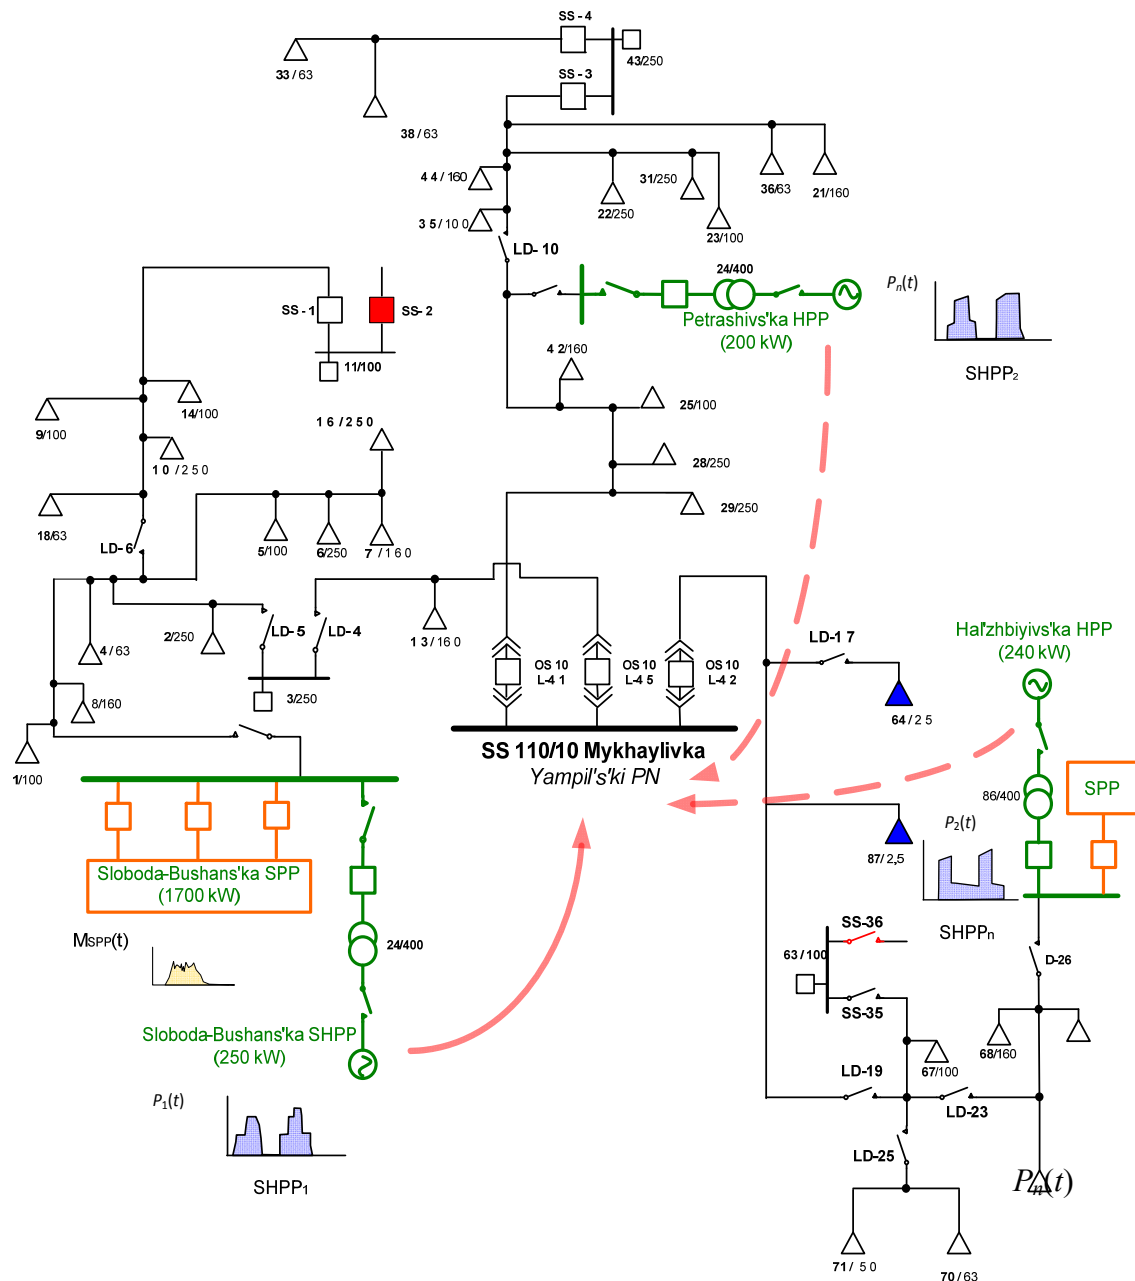 SS - 4
43/250
33 / 63
SS - 3
38 / 63
4 4 / 160
31/250
36/63
21/160
22/250
3 5 / 1 0 0
23/100
LD- 10
24/400
Pn(t)
SS - 1
SS- 2
Petrashivs'ka HPP
(200 kW)
4 2/160
SHPP2
11/100
14/100
25/100
9/100
1 6 / 2 5 0
28/250
1 0 / 2 5 0
29/250
18/63
LD- 6
5/100
6/250
7 / 1 6 0
LD- 5
LD- 4
LD-1 7
Hal'zhbiyivs'ka HPP
(240 kW)
2/250
1 3 / 1 6 0
4 / 63
OS 10
L-4 1
OS 10
L-4 5
OS 10
L-4 2
3/250
8/160
64 / 2 5
SS 110/10 Mykhaylivka
Yampil's'ki PN
1/100
86/400
SPP
P2(t)
87/ 2,5
Sloboda-Bushans'ka SPP
(1700 kW)
SS-36
SHPPn
MSPP(t)
24/400
63 / 100
D-26
SS-35
Sloboda-Bushans'ka SHPP
(250 kW)
68/160
67/100
LD-19
P1(t)
LD-23
LD-25
SHPP1
Pn(t)
71 / 5 0
70 / 63